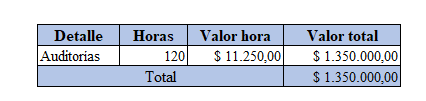 Detalle Horas Valor hora Valor total
Auditorías 120 $ 11.250,00 $ 1.350.000,00
Total $ 1.350.000,00